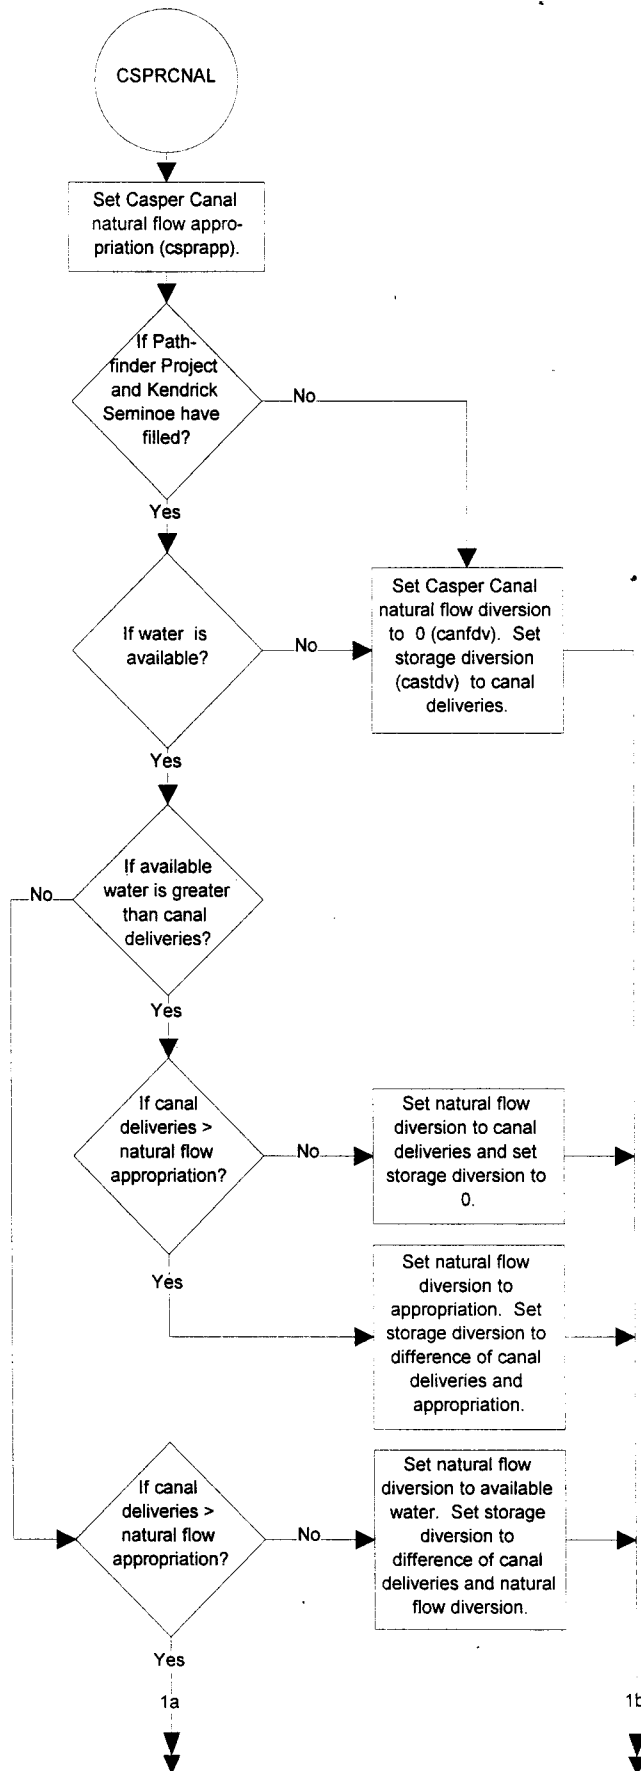 CSPRCNAL
Set Casper Canal
natural flow appro-
priation (csprapp).
If Path-
finder Project
and Kendrick
Seminoe have
filled?
No
Yes
If water is
available?
No
Set Casper Canal
natural flow diversion
to 0 (canfdv). Set
storage diversion
(castdv) to canal
deliveries.
Yes
If available
water is greater
than canal
deliveries?
No
Yes
If canal
deliveries >
natural flow
appropriation?
No
Set natural flow
diversion to canal
deliveries and set
storage diversion to
0.
Yes
Set natural flow
diversion to
appropriation. Set
storage diversion to
difference of canal
deliveries and
appropriation.
If canal
deliveries >
natural flow
appropriation?
No
Set natural flow
diversion to available
water. Set storage
diversion to
difference of canal
deliveries and natural
flow diversion.
Yes
1a
1b